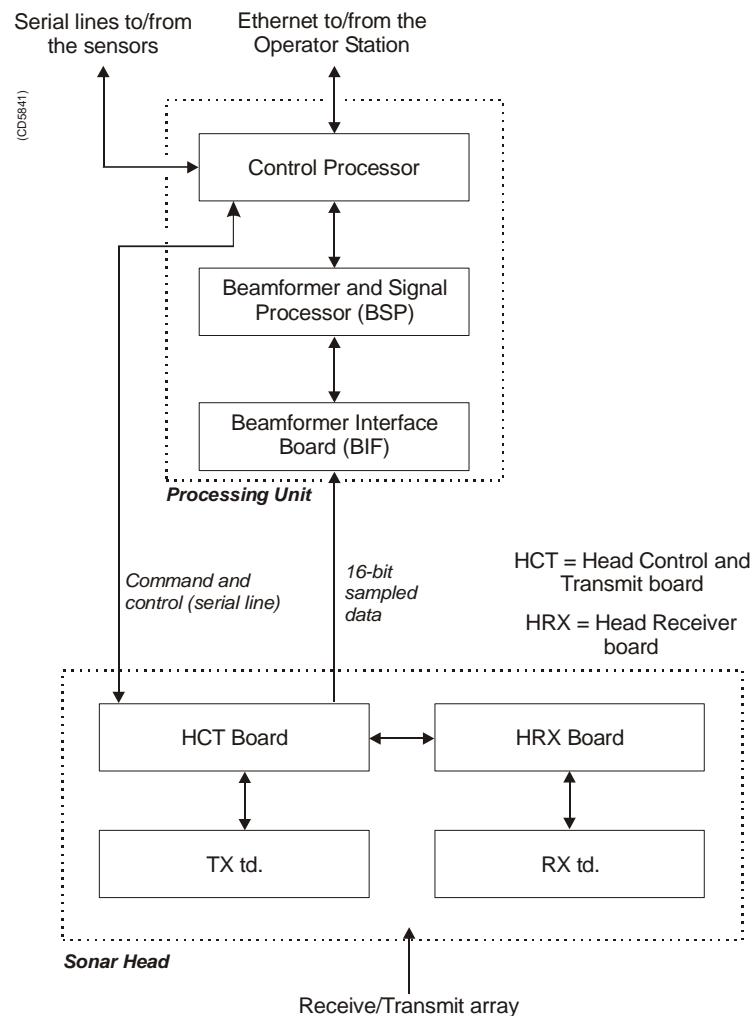 Serial lines to/from
the sensors
Ethernet to/from the
Operator Station
(CD5841)
Control Processor
Beamformer and Signal
Processor (BSP)
Beamformer Interface
Board (BIF)
Processing Unit
Command and
control (serial line)
16-bit
sampled
data
HCT = Head Control and
Transmit board
HRX = Head Receiver
board
HCT Board
HRX Board
TX td.
RX td.
Sonar Head
Receive/Transmit array